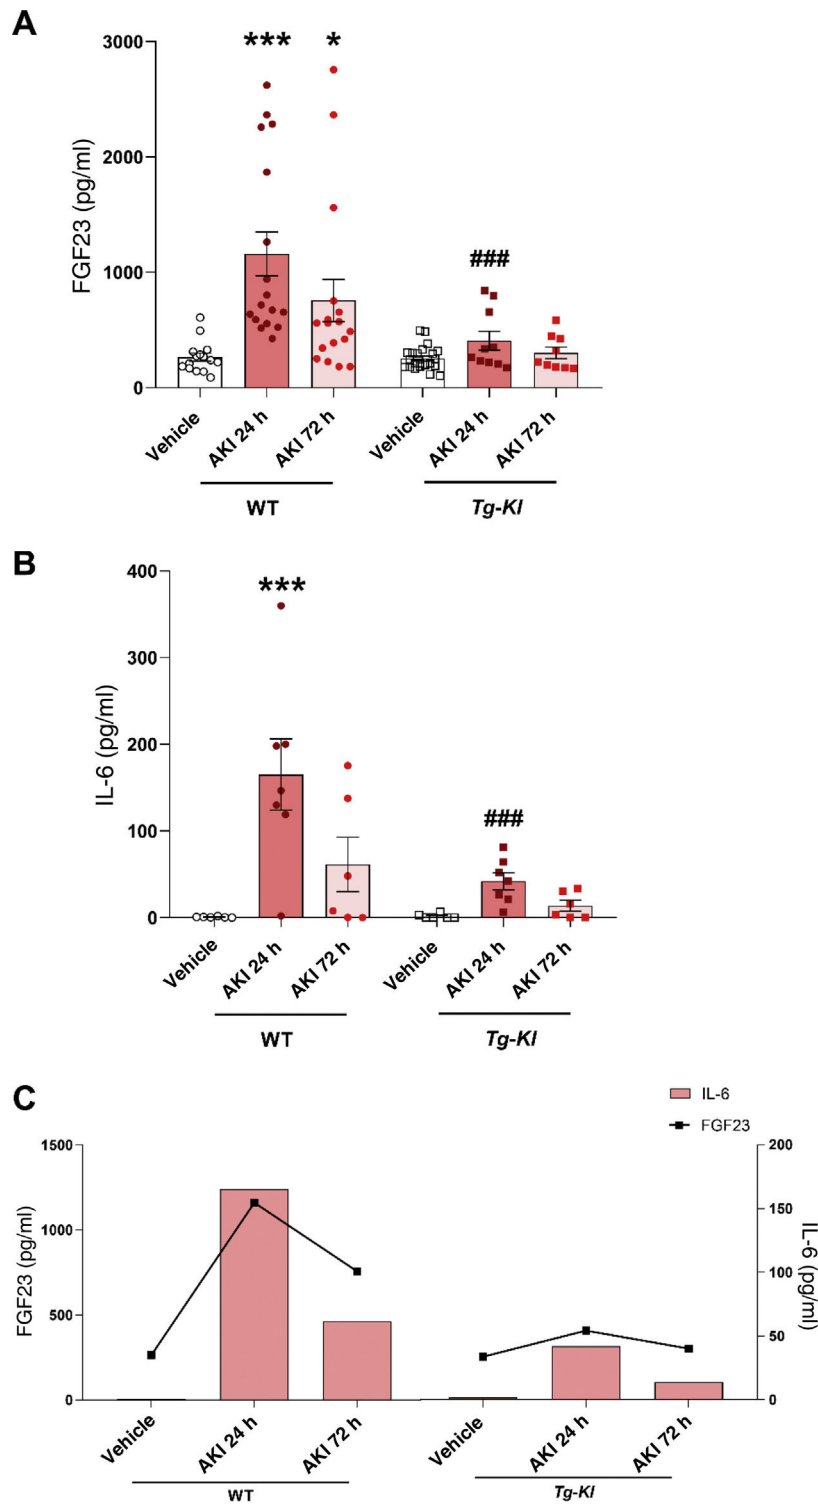 A
3000
2000
1000
0
FGF23 (pg/ml)
*** *
###
Vehicle AKI 24 h AKI 72 h Vehicle AKI 24 h AKI 72 h
WT Tg-Kl
B
400
300
200
100
0
IL-6 (pg/ml)
***
###
Vehicle AKI 24 h AKI 72 h Vehicle AKI 24 h AKI 72 h
WT Tg-Kl
C
IL-6
FGF23
1500
1000
500
0
FGF23 (pg/ml)
200
150
100
50
0
IL-6 (pg/ml)
Vehicle AKI 24 h AKI 72 h Vehicle AKI 24 h AKI 72 h
WT Tg-Kl